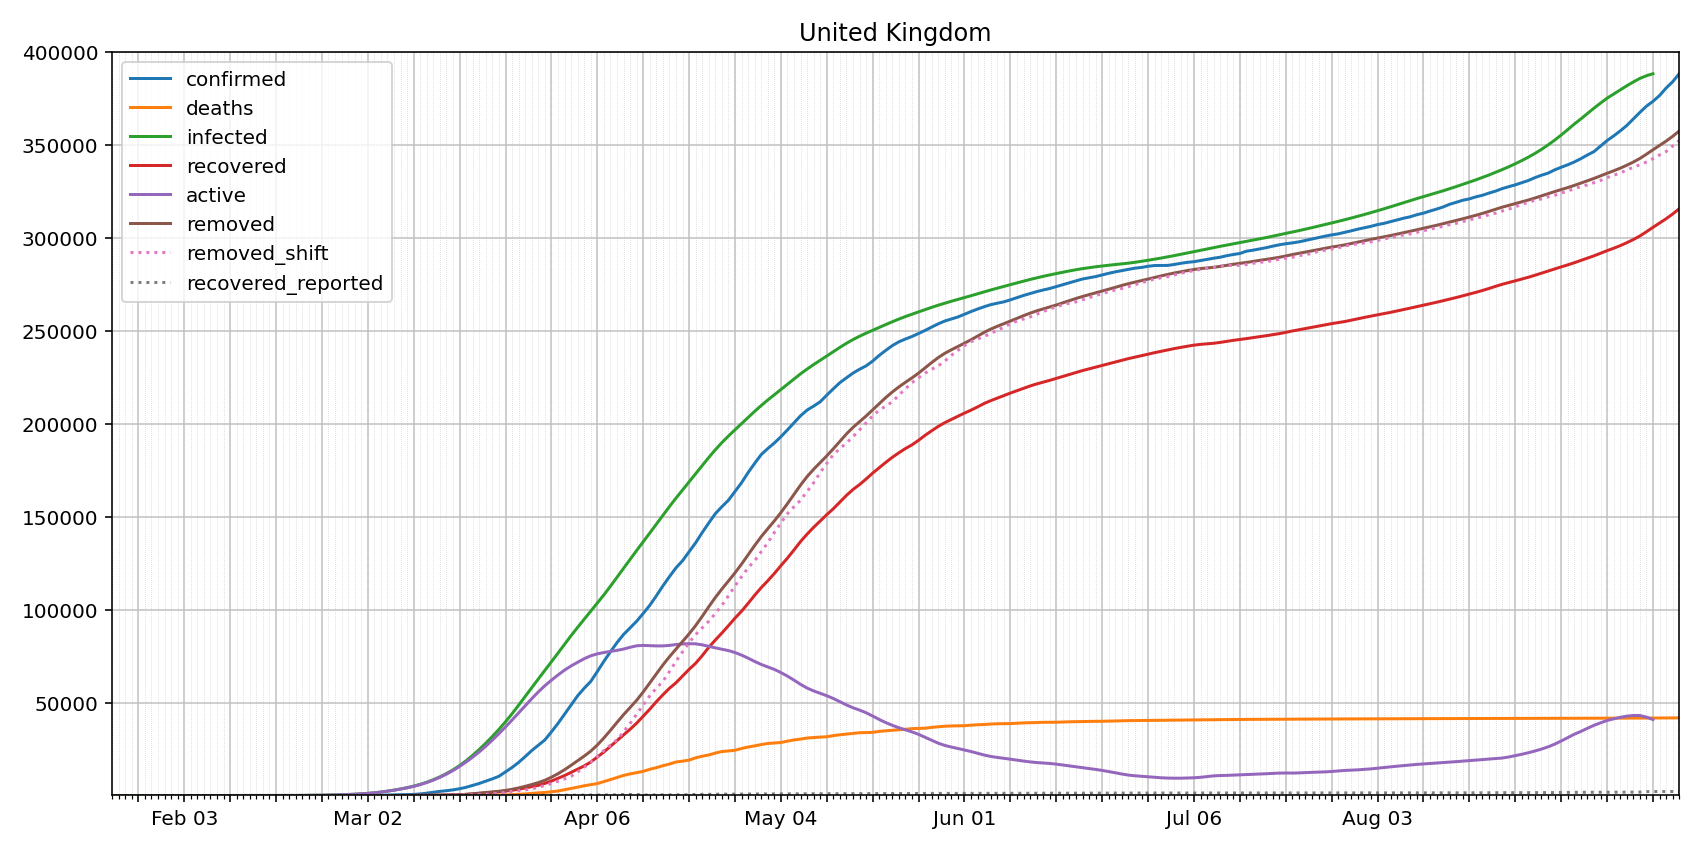 United Kingdom
400000
350000
300000
250000
200000
150000
100000
50000
confirmed
deaths
infected
recovered
active
removed
removed_shift
recovered_reported
Feb 03
Mar 02
Apr 06
May 04
Jun 01
Jul 06
Aug 03